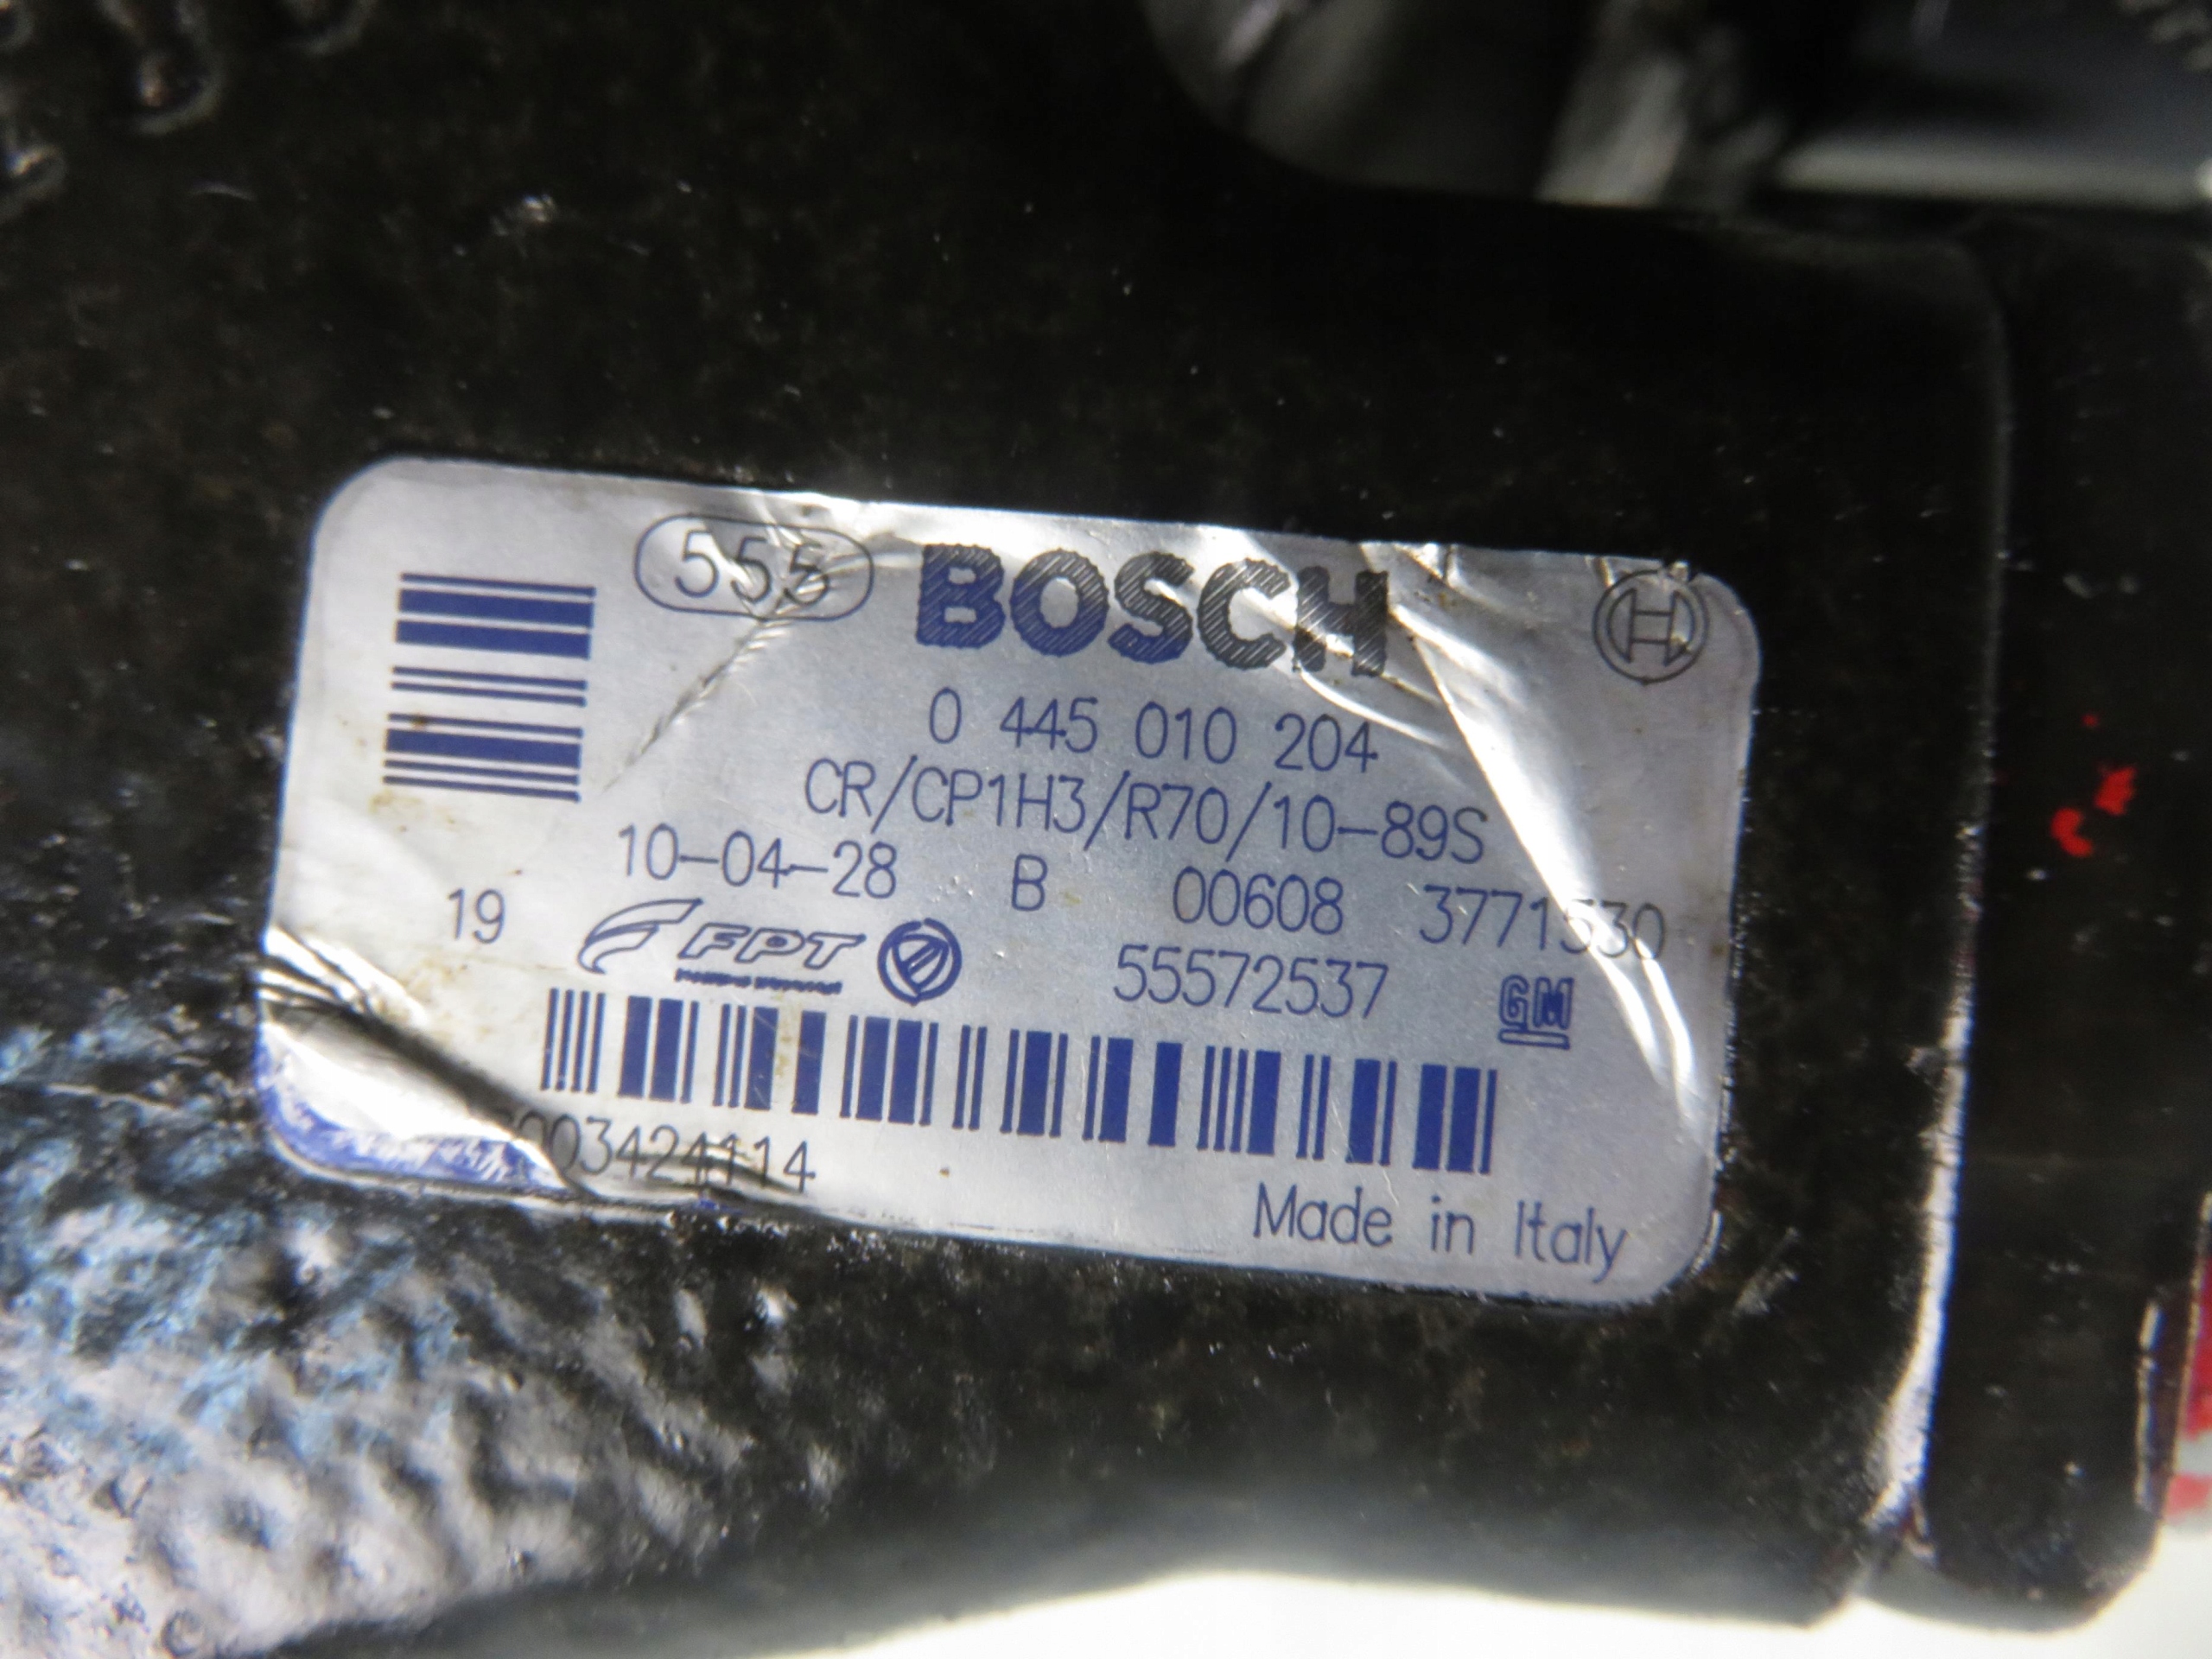 555 BOSCH
0 445 010 204
CR/CP1H3/R70/10-89S
10-04-28 B 00608 3771530
19 FPT 55572537 GM
Made in Italy